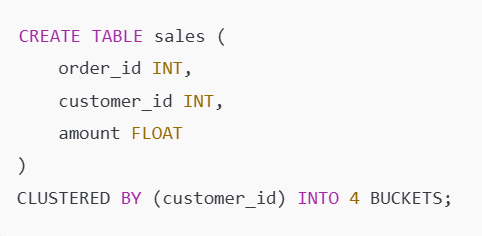 CREATE TABLE sales (
    order_id INT,
    customer_id INT,
    amount FLOAT
)
CLUSTERED BY (customer_id) INTO 4 BUCKETS;